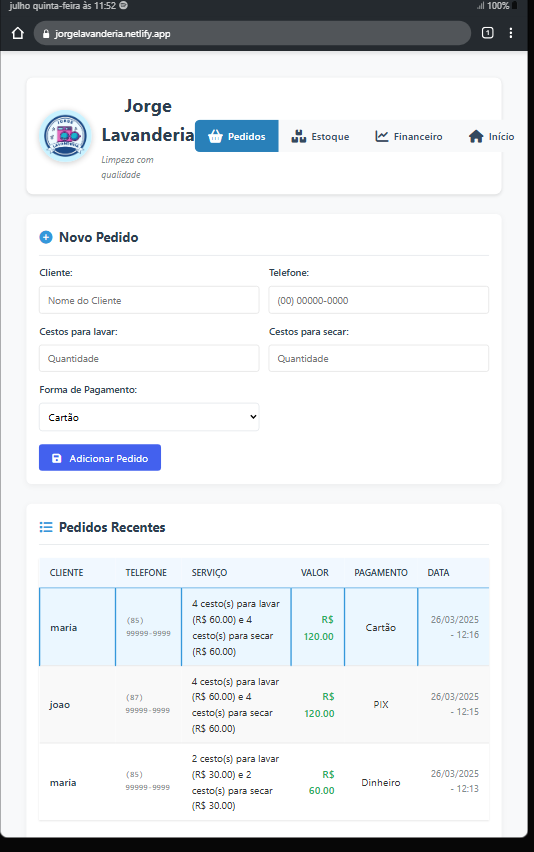 julho quinta-feira às 11:52
100%
jorgelavanderia.netlify.app
1
JORGE
LAVANDERIA
Jorge
Lavanderia
Limpeza com
qualidade
Pedidos
Estoque
Financeiro
Início
Novo Pedido
Cliente:
Telefone:
Nome do Cliente
(00) 00000-0000
Cestos para lavar:
Cestos para secar:
Quantidade
Quantidade
Forma de Pagamento:
Cartão
Adicionar Pedido
Pedidos Recentes
CLIENTE TELEFONE SERVIÇO VALOR PAGAMENTO DATA
maria
(85)
99999-9999
4 cesto(s) para lavar
(R$ 60.00) e 4
cesto(s) para secar
(R$ 60.00)
R$
120.00
Cartão
26/03/2025
- 12:16
joao
(87)
99999-9999
4 cesto(s) para lavar
(R$ 60.00) e 4
cesto(s) para secar
(R$ 60.00)
R$
120.00
PIX
26/03/2025
- 12:15
maria
(85)
99999-9999
2 cesto(s) para lavar
(R$ 30.00) e 2
cesto(s) para secar
(R$ 30.00)
R$
60.00
Dinheiro
26/03/2025
- 12:13